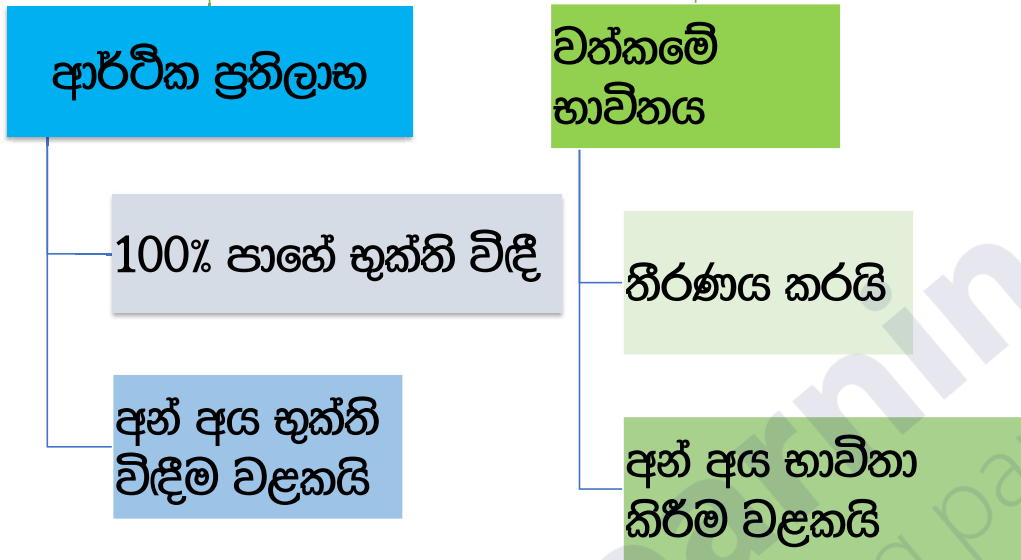 ආර්ථික ප්‍රතිලාභ
100% පාහේ භුක්ති විඳී
අන් අය භුක්ති
විඳීම වළකයි
වත්කමේ
භාවිතය
තීරණය කරයි
අන් අය භාවිතා
කිරීම වළකයි